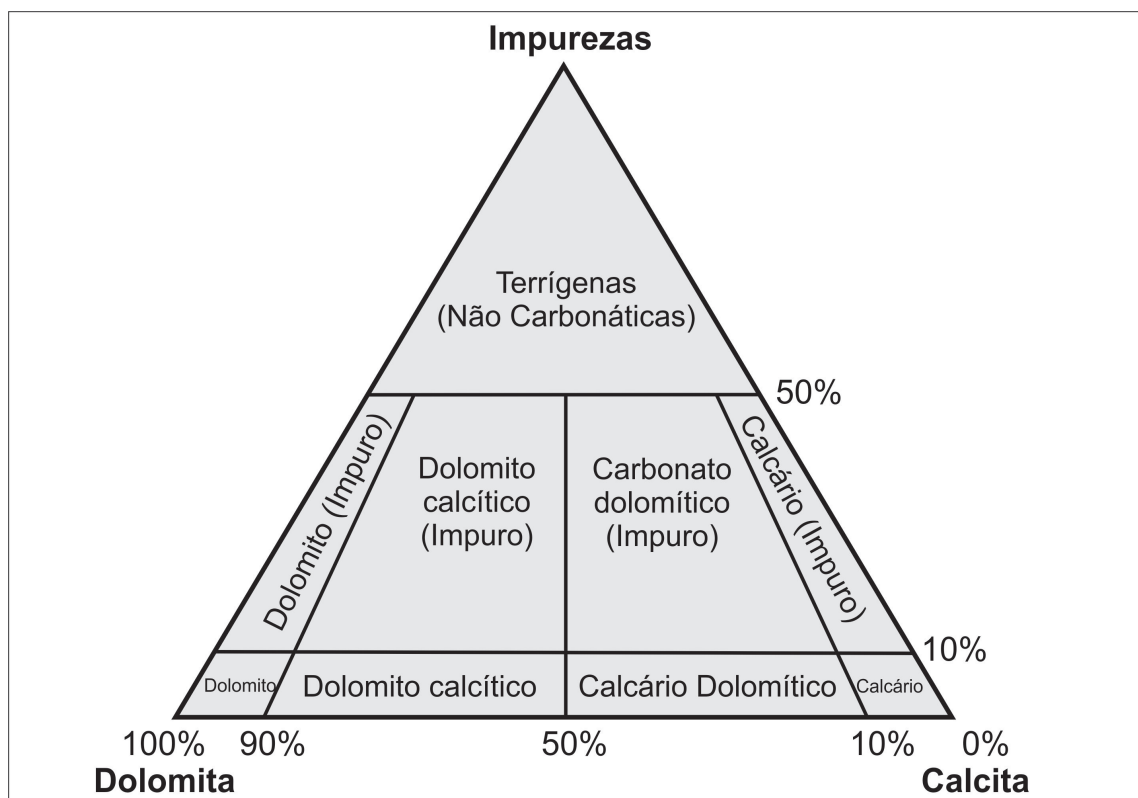 Impurezas
Terrígenas
(Não Carbonáticas)
50%
Dolomito (Impuro)
Dolomito
calcítico
(Impuro)
Carbonato
dolomítico
(Impuro)
Calcário (Impuro)
10%
Dolomito
Dolomito calcítico
Calcário Dolomítico
Calcário
100%
90%
50%
10%
0%
Dolomita
Calcita